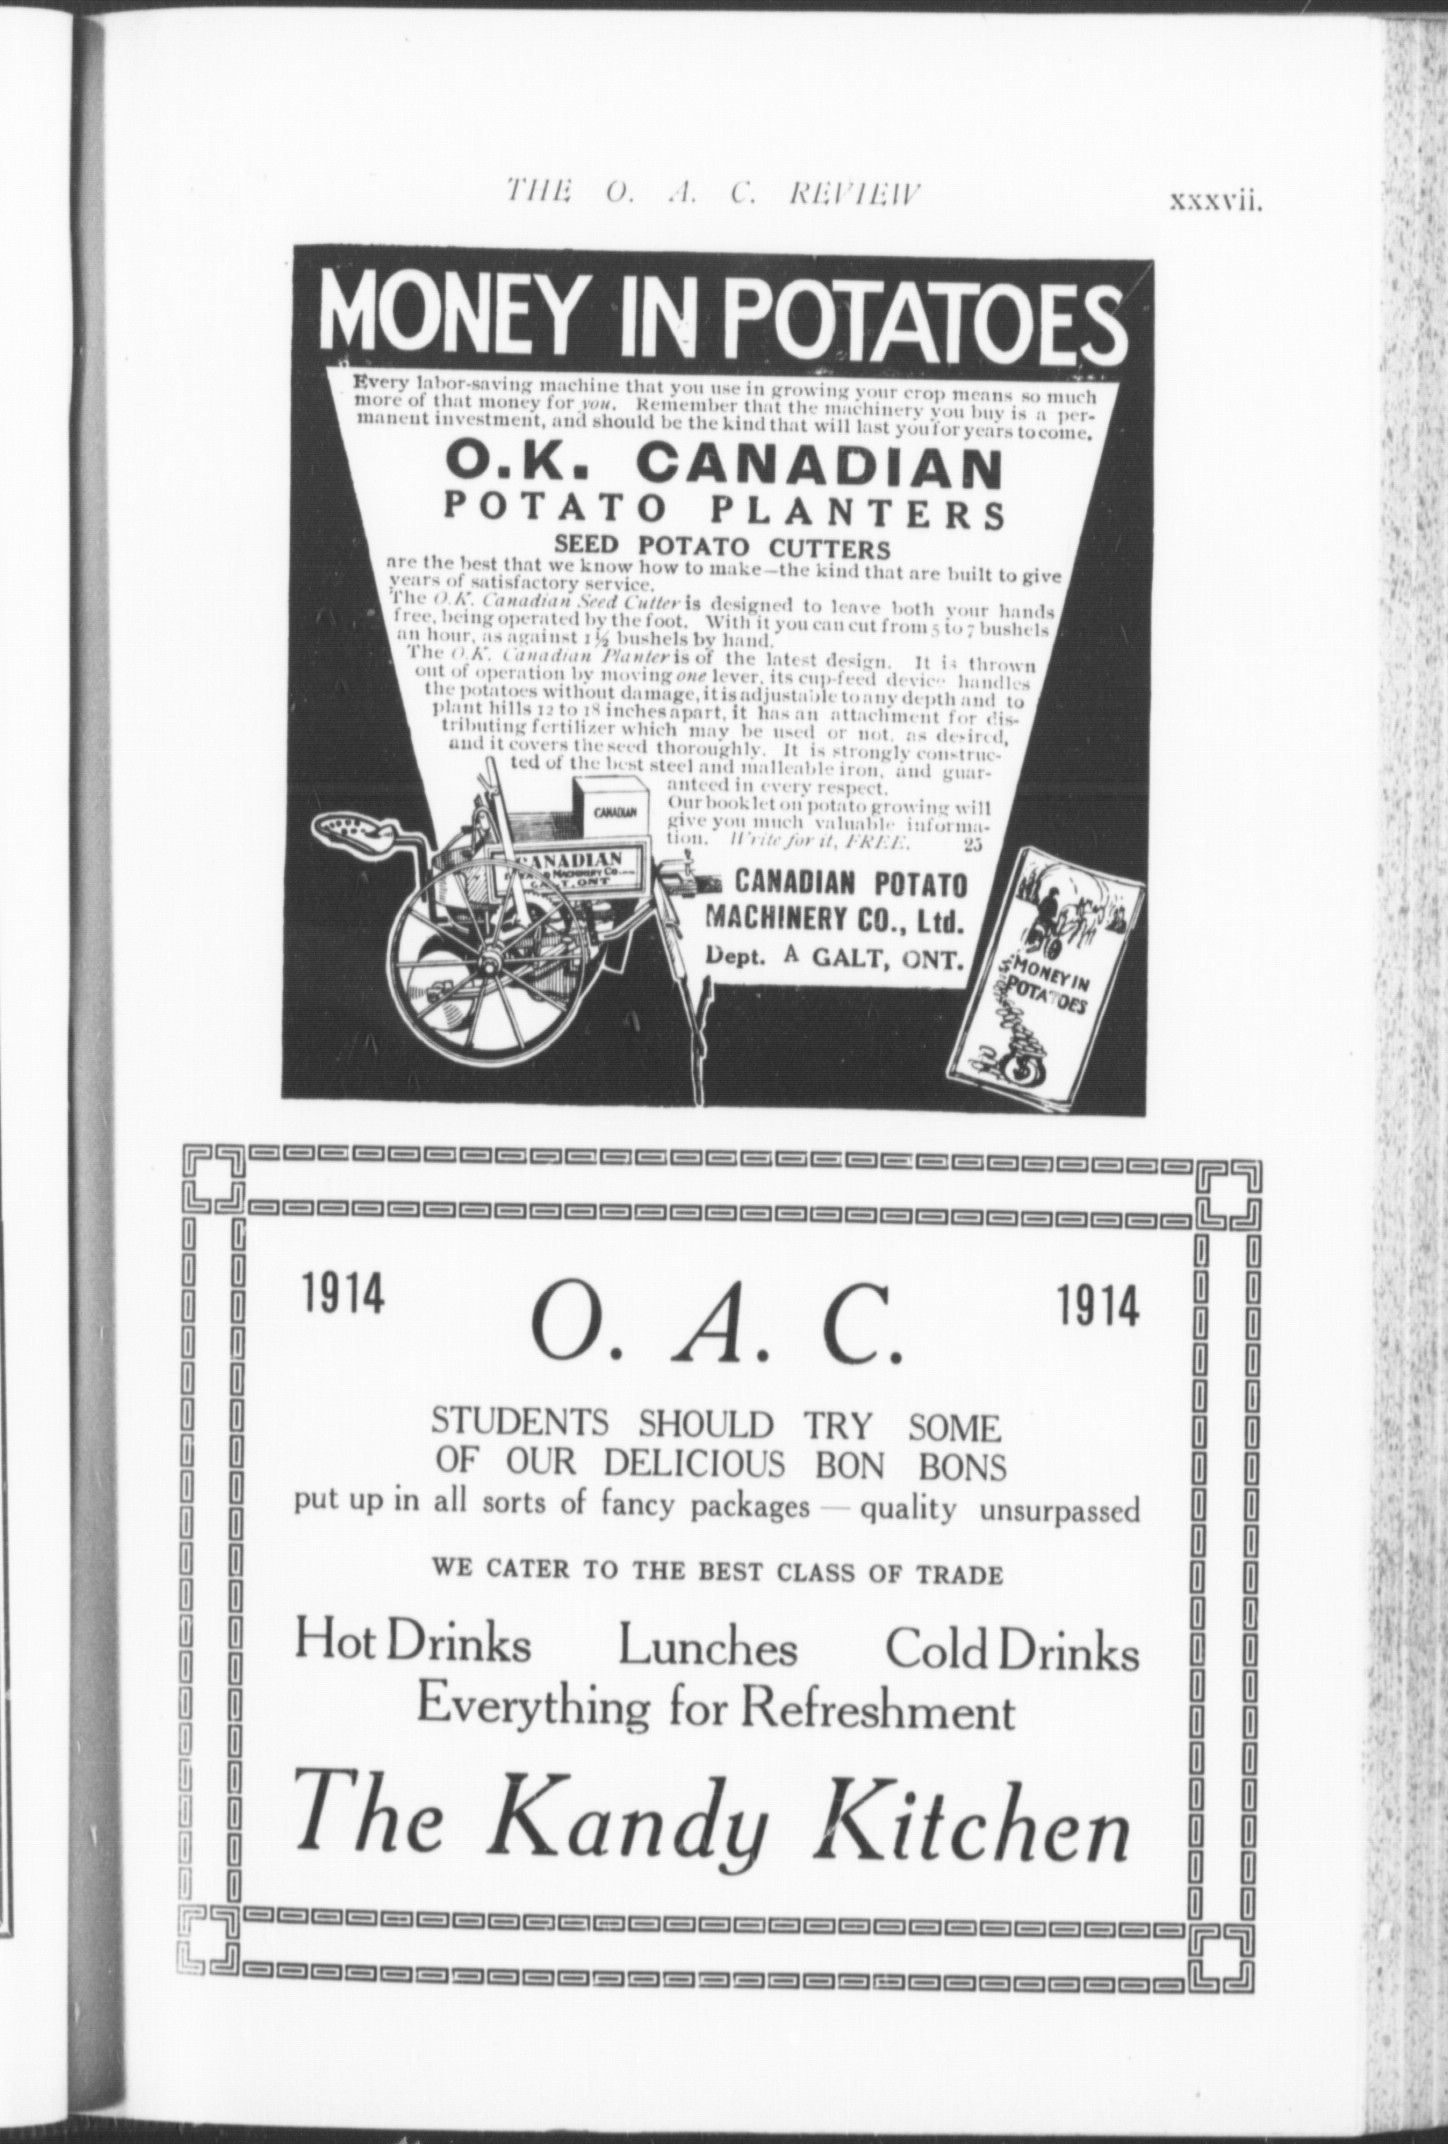 THE O. A. C. REVIEW xxxvii.
MONEY IN POTATOES
Every labor-saving machine that you use in growing your crop means so much
more of that money for you. Remember that the machinery you buy is a per-
manent investment, and should be the kind that will last you for years to come.
O.K. CANADIAN
POTATO PLANTERS
SEED POTATO CUTTERS
are the best that we know how to make—the kind that are built to give
years of satisfactory service.
The O.K. Canadian Seed Cutter is designed to leave both your hands
free, being operated by the foot. With it you can cut from 5 to 7 bushels
an hour, as against 1½ bushels by hand.
The O.K. Canadian Planter is of the latest design. It is thrown
out of operation by moving one lever, its cup-feed device handles
the potatoes without damage, it is adjustable to any depth and to
plant hills 12 to 18 inches apart, it has an attachment for dis-
tributing fertilizer which may be used or not, as desired,
and it covers the seed thoroughly. It is strongly construc-
ted of the best steel and malleable iron, and guar-
anteed in every respect.
Our booklet on potato growing will
give you much valuable informa-
tion. Write for it, FREE. 25
CANADIAN
CANADIAN
MACHINERY CO.
GALT, ONT
CANADIAN POTATO
MACHINERY CO., Ltd.
Dept. A GALT, ONT.
MONEY IN
POTATOES
1914 O. A. C. 1914
STUDENTS SHOULD TRY SOME
OF OUR DELICIOUS BON BONS
put up in all sorts of fancy packages — quality unsurpassed
WE CATER TO THE BEST CLASS OF TRADE
Hot Drinks Lunches Cold Drinks
Everything for Refreshment
The Kandy Kitchen